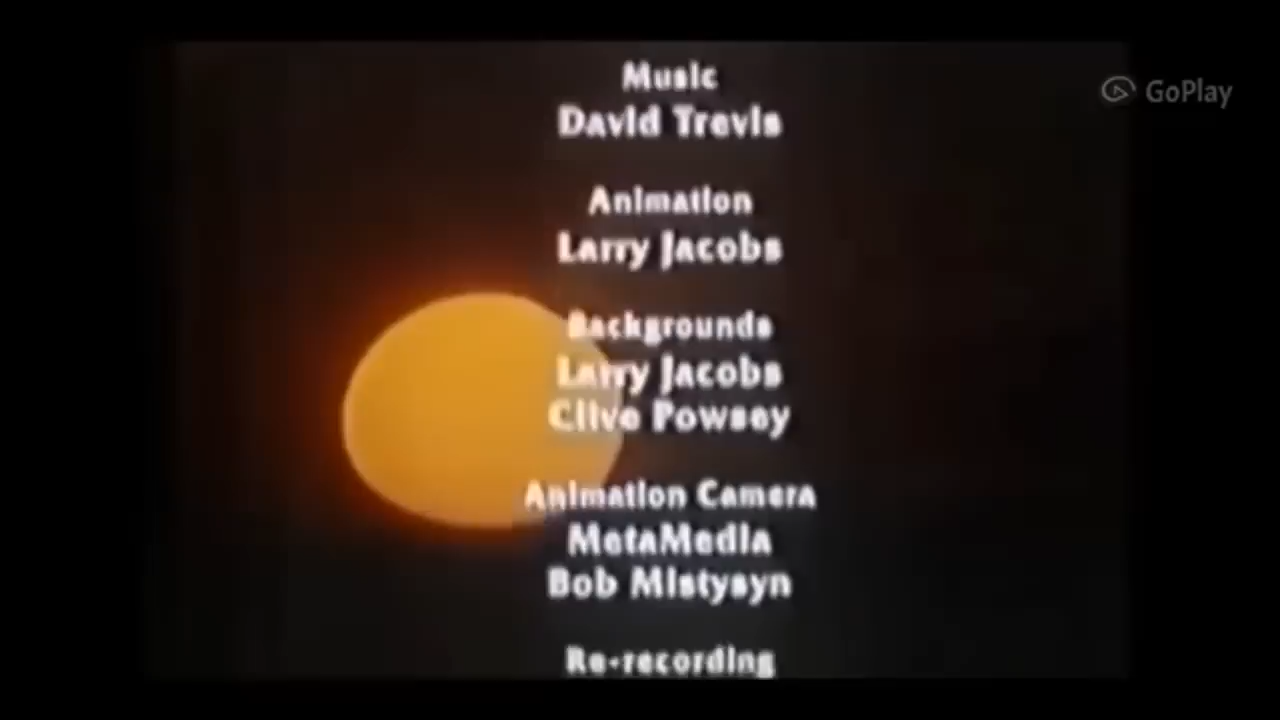 Music
David Trevis
GoPlay
Animation
Larry Jacobs
Backgrounds
Larry Jacobs
Clive Powsey
Animation Camera
MetaMedia
Bob Mistysyn
Re-recording